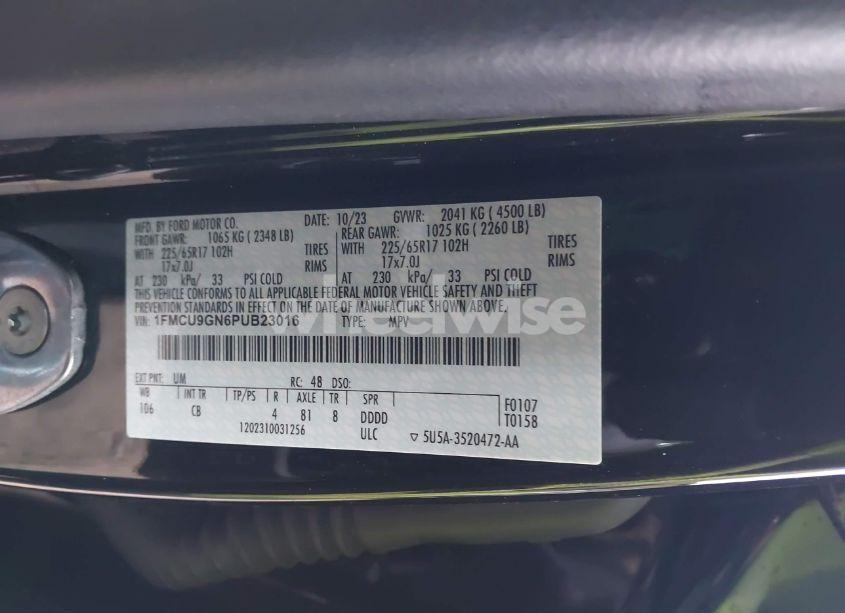 MFD. BY FORD MOTOR CO. DATE: 10/23 GVWR: 2041 KG ( 4500 LB)
FRONT GAWR: 1065 KG ( 2348 LB) REAR GAWR: 1025 KG ( 2260 LB)
WITH 225/65R17 102H TIRES WITH 225/65R17 102H TIRES
17x7.0J RIMS 17x7.0J RIMS
AT 230 kPa/ 33 PSI COLD AT 230 kPa/ 33 PSI COLD
THIS VEHICLE CONFORMS TO ALL APPLICABLE FEDERAL MOTOR VEHICLE SAFETY AND THEFT
PREVENTION STANDARDS IN EFFECT ON THE DATE OF MANUFACTURE SHOWN ABOVE.
VIN: 1FMCU9GN6PUB23016 TYPE: MPV
wheelwise
EXT PNT: UM RC: 48 DSO:
WB INT TR TP/PS R AXLE TR SPR F0107
106 CB 4 81 8 DDDD T0158
1202310031256 ULC ▽ 5U5A-3520472-AA